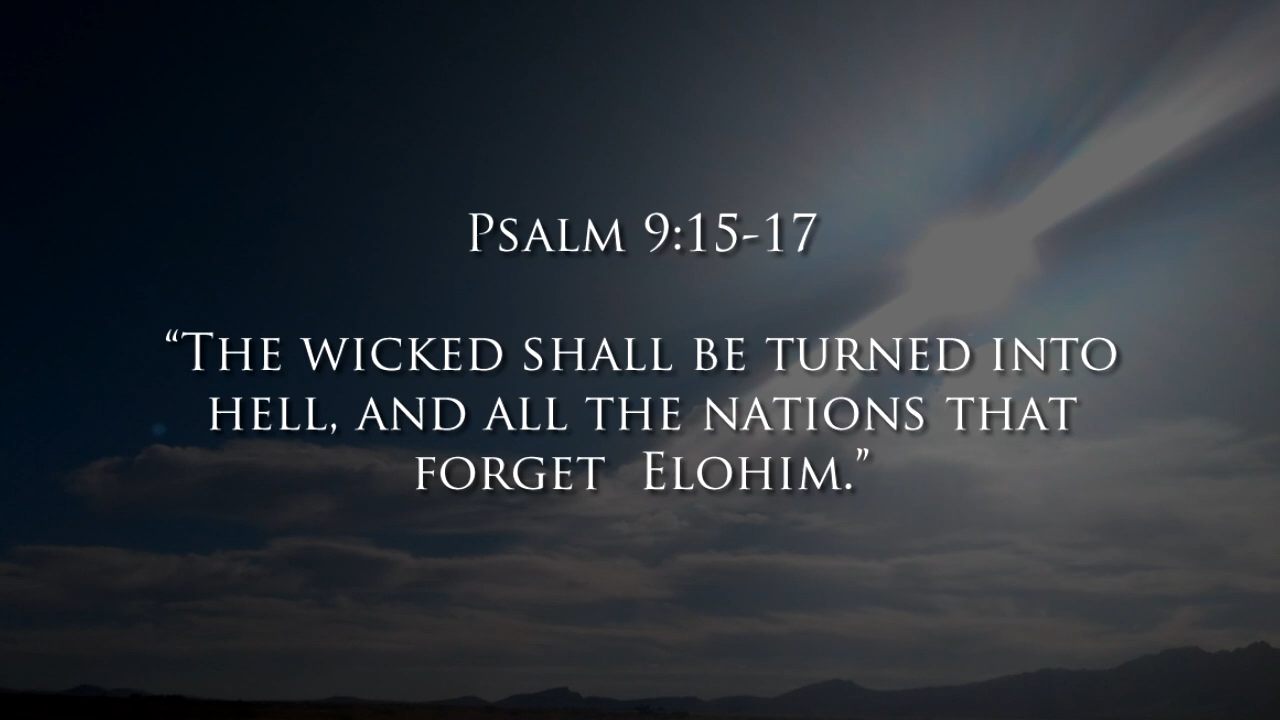 Psalm 9:15-17
“The wicked shall be turned into
hell, and all the nations that
forget  Elohim.”